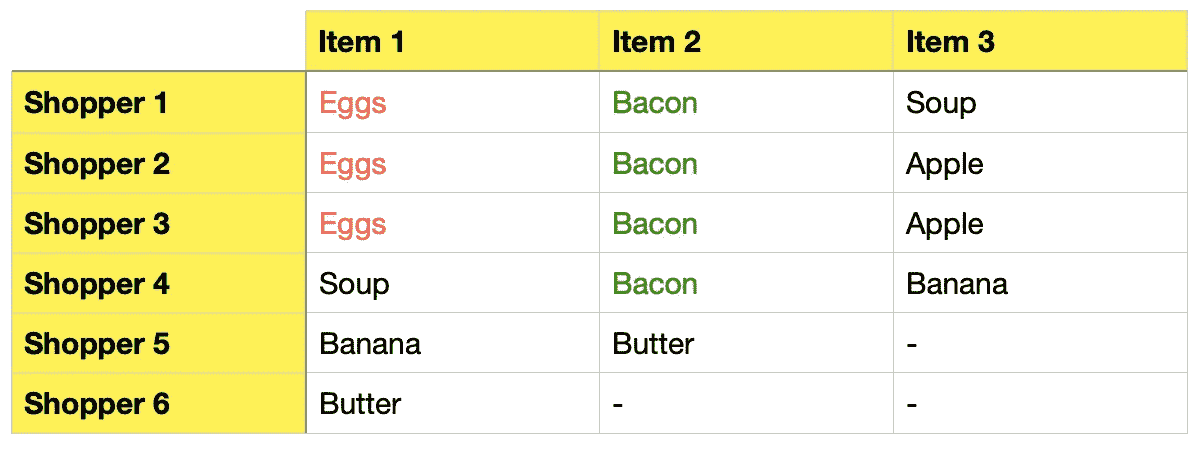 Item 1 Item 2 Item 3
Shopper 1 Eggs Bacon Soup
Shopper 2 Eggs Bacon Apple
Shopper 3 Eggs Bacon Apple
Shopper 4 Soup Bacon Banana
Shopper 5 Banana Butter -
Shopper 6 Butter - -